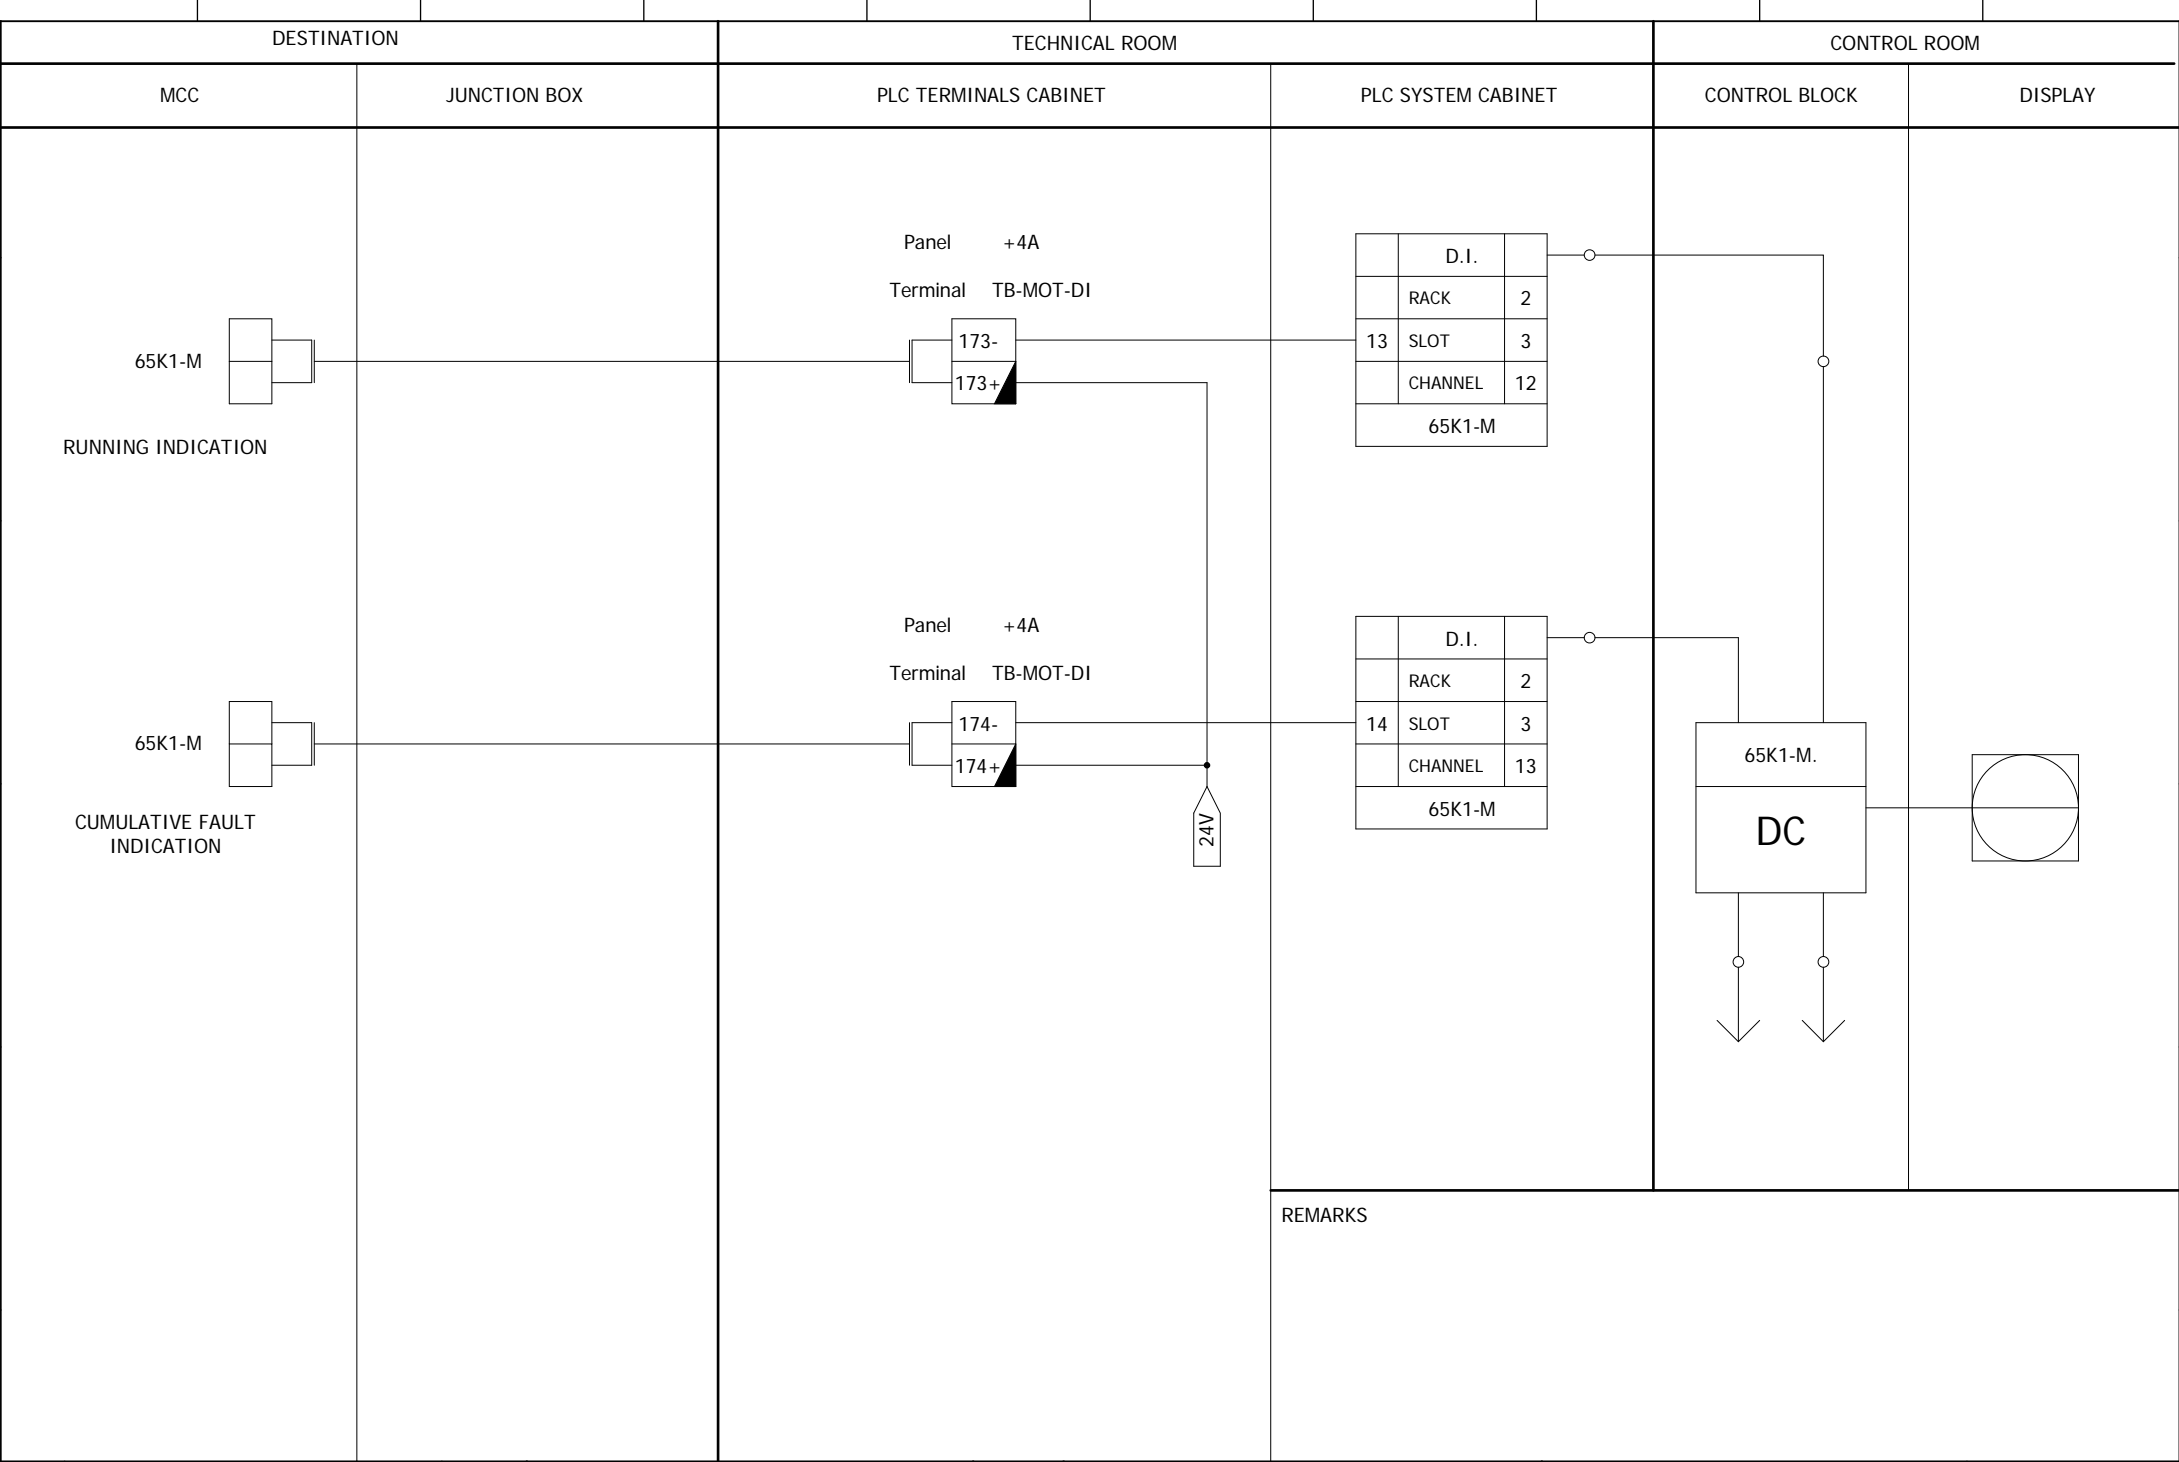 DESTINATION
TECHNICAL ROOM
CONTROL ROOM
MCC
JUNCTION BOX
PLC TERMINALS CABINET
PLC SYSTEM CABINET
CONTROL BLOCK
DISPLAY
Panel +4A
Terminal TB-MOT-DI
65K1-M
RUNNING INDICATION
173-
173+
D.I.
RACK 2
13 SLOT 3
CHANNEL 12
65K1-M
Panel +4A
Terminal TB-MOT-DI
65K1-M
CUMULATIVE FAULT
INDICATION
174-
174+
24V
D.I.
RACK 2
14 SLOT 3
CHANNEL 13
65K1-M
65K1-M.
DC
REMARKS